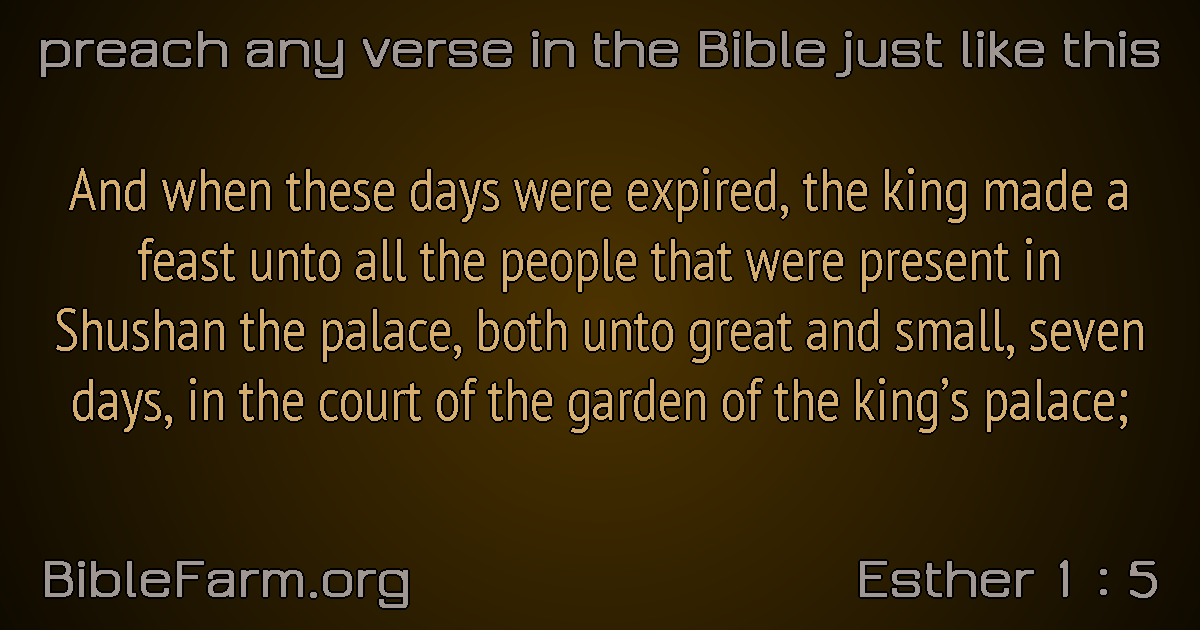 preach any verse in the Bible just like this
And when these days were expired, the king made a
feast unto all the people that were present in
Shushan the palace, both unto great and small, seven
days, in the court of the garden of the king’s palace;
BibleFarm.org
Esther 1 : 5